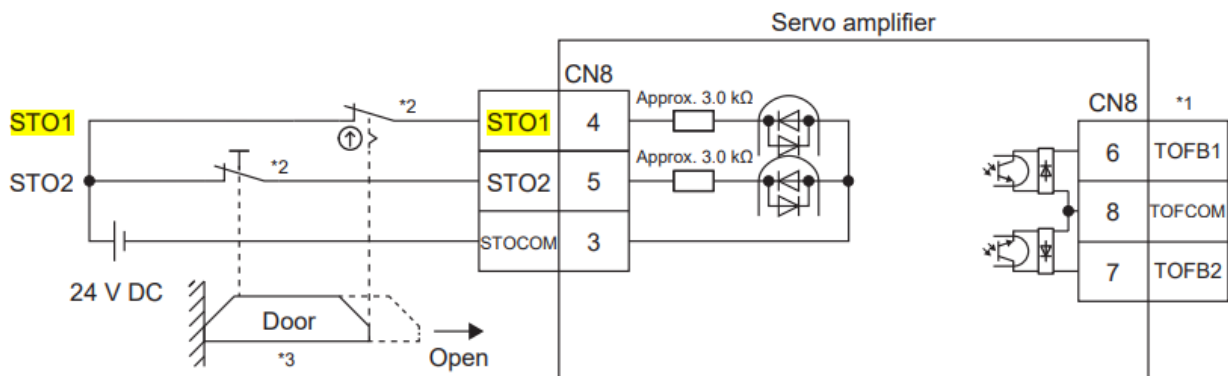 Servo amplifier
CN8
Approx. 3.0 kΩ
CN8 *1
STO1 *2 STO1 4
6 TOFB1
Approx. 3.0 kΩ
STO2 *2 STO2 5
8 TOFCOM
STOCOM 3
7 TOFB2
24 V DC
Door
*3
Open